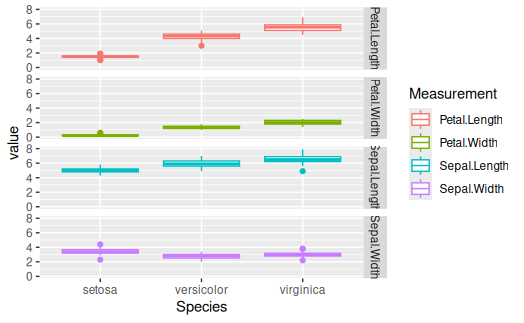 value
8
6
4
2
0
Petal.Length
8
6
4
2
0
Petal.Width
8
6
4
2
0
Sepal.Length
8
6
4
2
0
Sepal.Width
setosa
versicolor
virginica
Species
Measurement
Petal.Length
Petal.Width
Sepal.Length
Sepal.Width